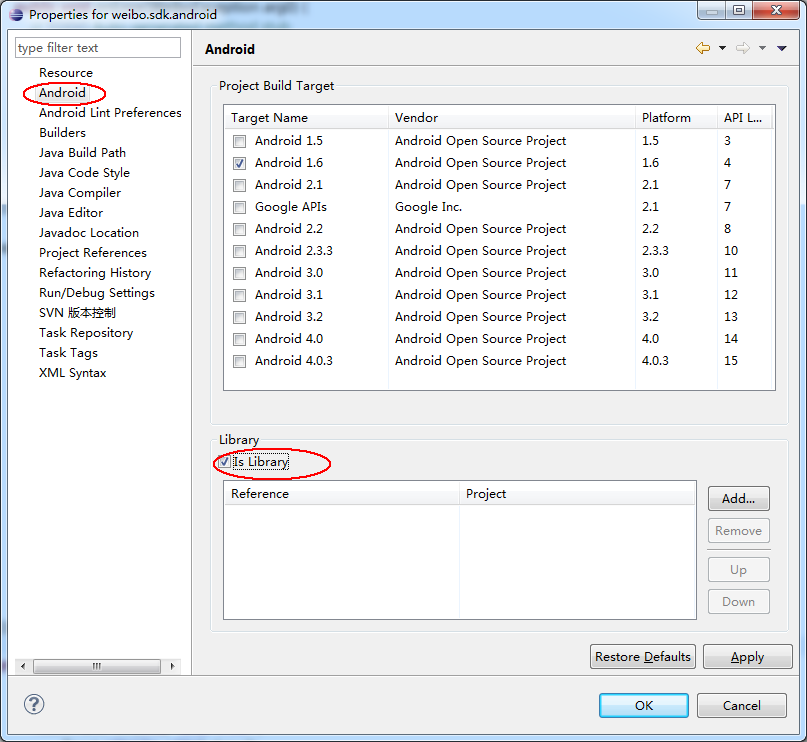 Properties for weibo.sdk.android
type filter text
Resource
Android
Android Lint Preferences
Builders
Java Build Path
Java Code Style
Java Compiler
Java Editor
Javadoc Location
Project References
Refactoring History
Run/Debug Settings
SVN 版本控制
Task Repository
Task Tags
XML Syntax
Android
Project Build Target
Target Name Vendor Platform API L...
Android 1.5 Android Open Source Project 1.5 3
Android 1.6 Android Open Source Project 1.6 4
Android 2.1 Android Open Source Project 2.1 7
Google APIs Google Inc. 2.1 7
Android 2.2 Android Open Source Project 2.2 8
Android 2.3.3 Android Open Source Project 2.3.3 10
Android 3.0 Android Open Source Project 3.0 11
Android 3.1 Android Open Source Project 3.1 12
Android 3.2 Android Open Source Project 3.2 13
Android 4.0 Android Open Source Project 4.0 14
Android 4.0.3 Android Open Source Project 4.0.3 15
Library
Is Library
Reference Project
Add...
Remove
Up
Down
Restore Defaults Apply
OK Cancel